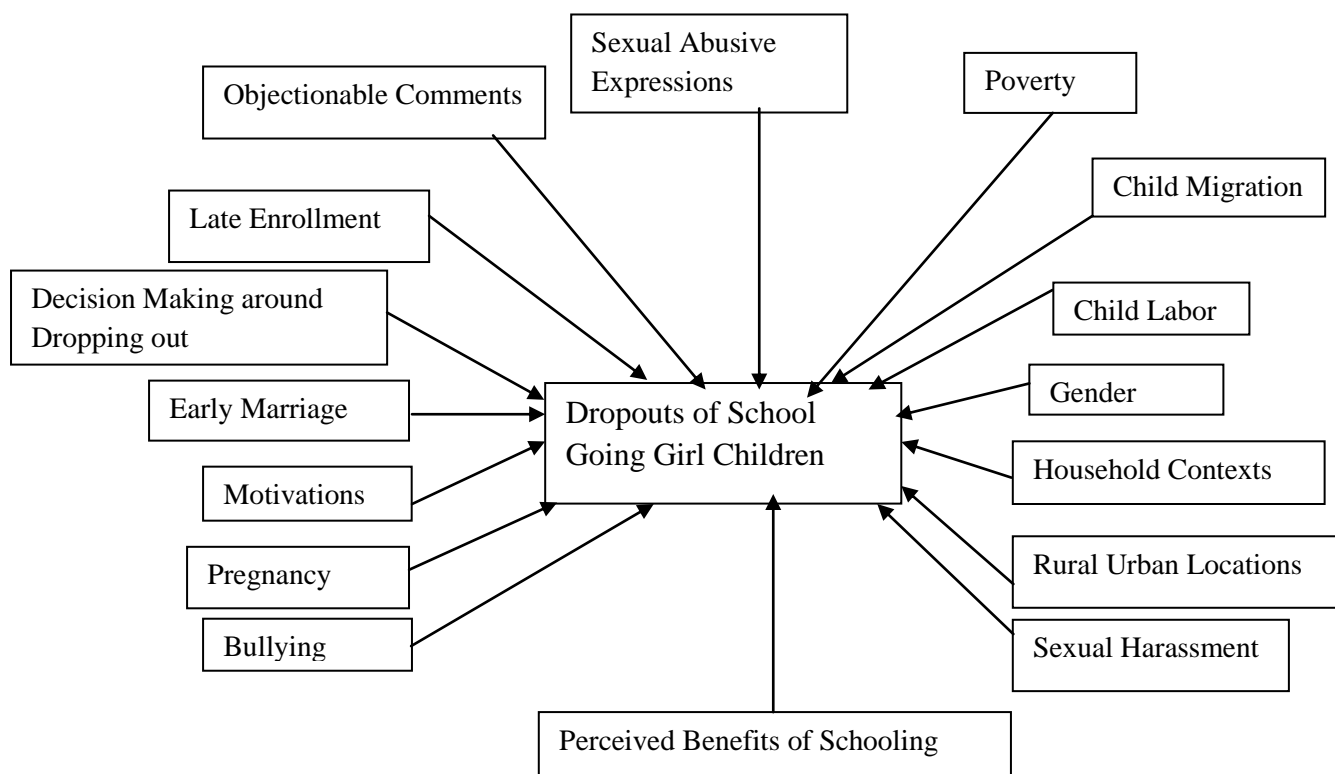 Sexual Abusive
Expressions
Poverty
Objectionable Comments
Child Migration
Late Enrollment
Decision Making around
Dropping out
Child Labor
Gender
Early Marriage
Dropouts of School
Going Girl Children
Household Contexts
Motivations
Rural Urban Locations
Pregnancy
Bullying
Sexual Harassment
Perceived Benefits of Schooling